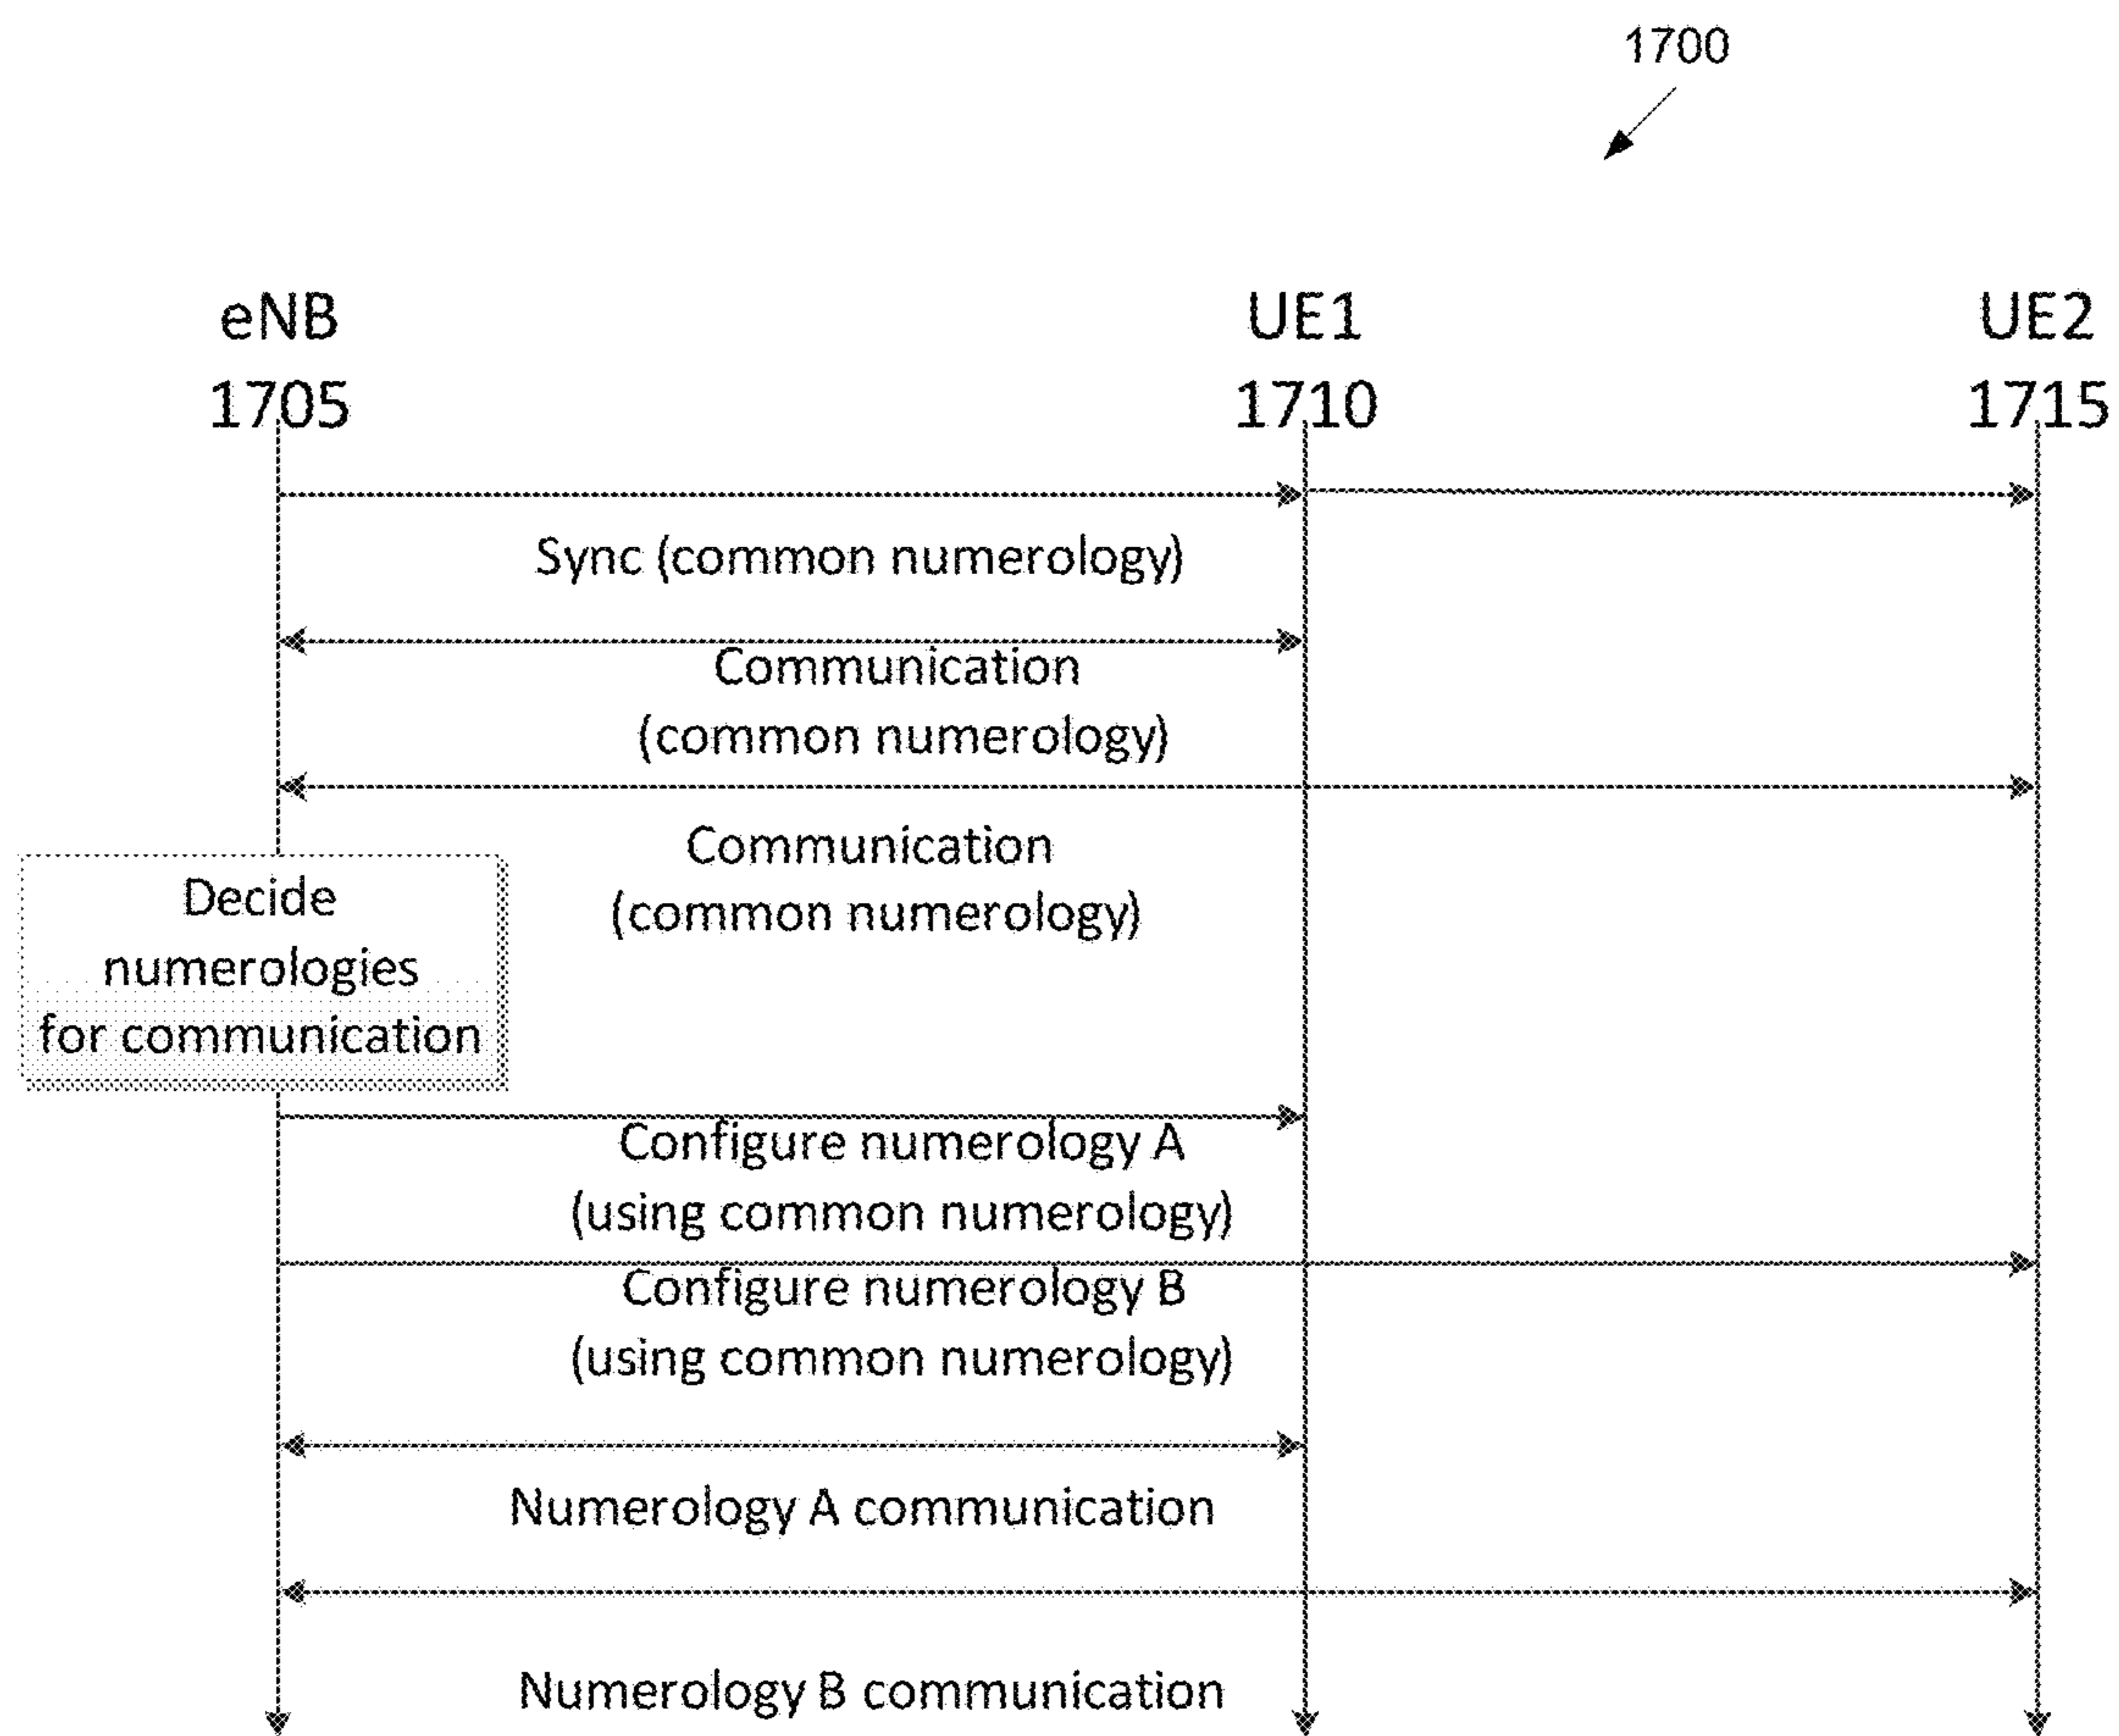 1700
eNB
1705
UE1
1710
UE2
1715
Sync (common numerology)
Communication
(common numerology)
Communication
(common numerology)
Decide
numerologies
for communication
Configure numerology A
(using common numerology)
Configure numerology B
(using common numerology)
Numerology A communication
Numerology B communication